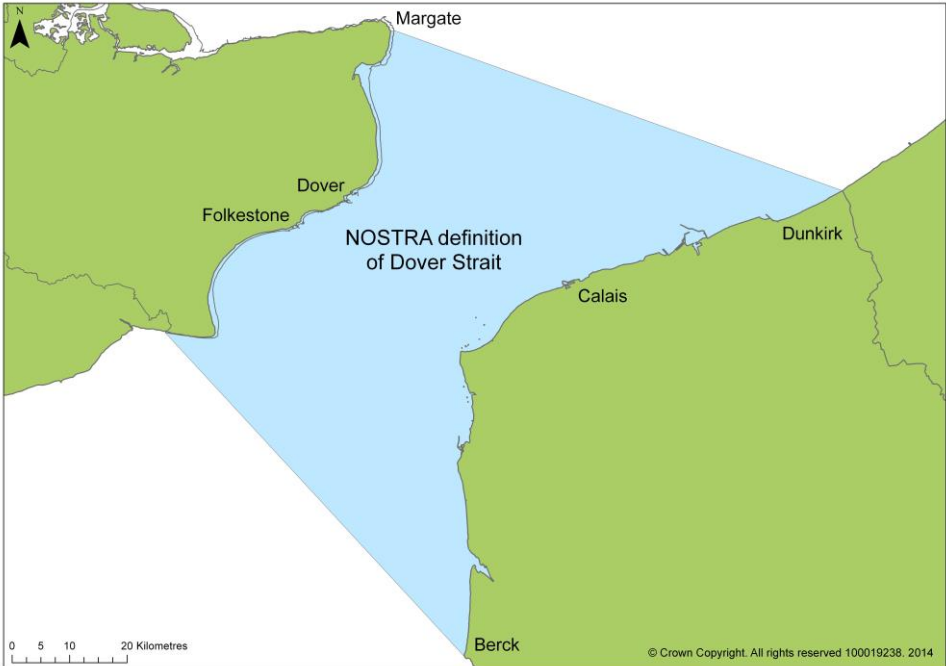 N
Margate
Dover
Folkestone
NOSTRA definition
of Dover Strait
Dunkirk
Calais
Berck
0 5 10 20 Kilometres
© Crown Copyright. All rights reserved 100019238. 2014